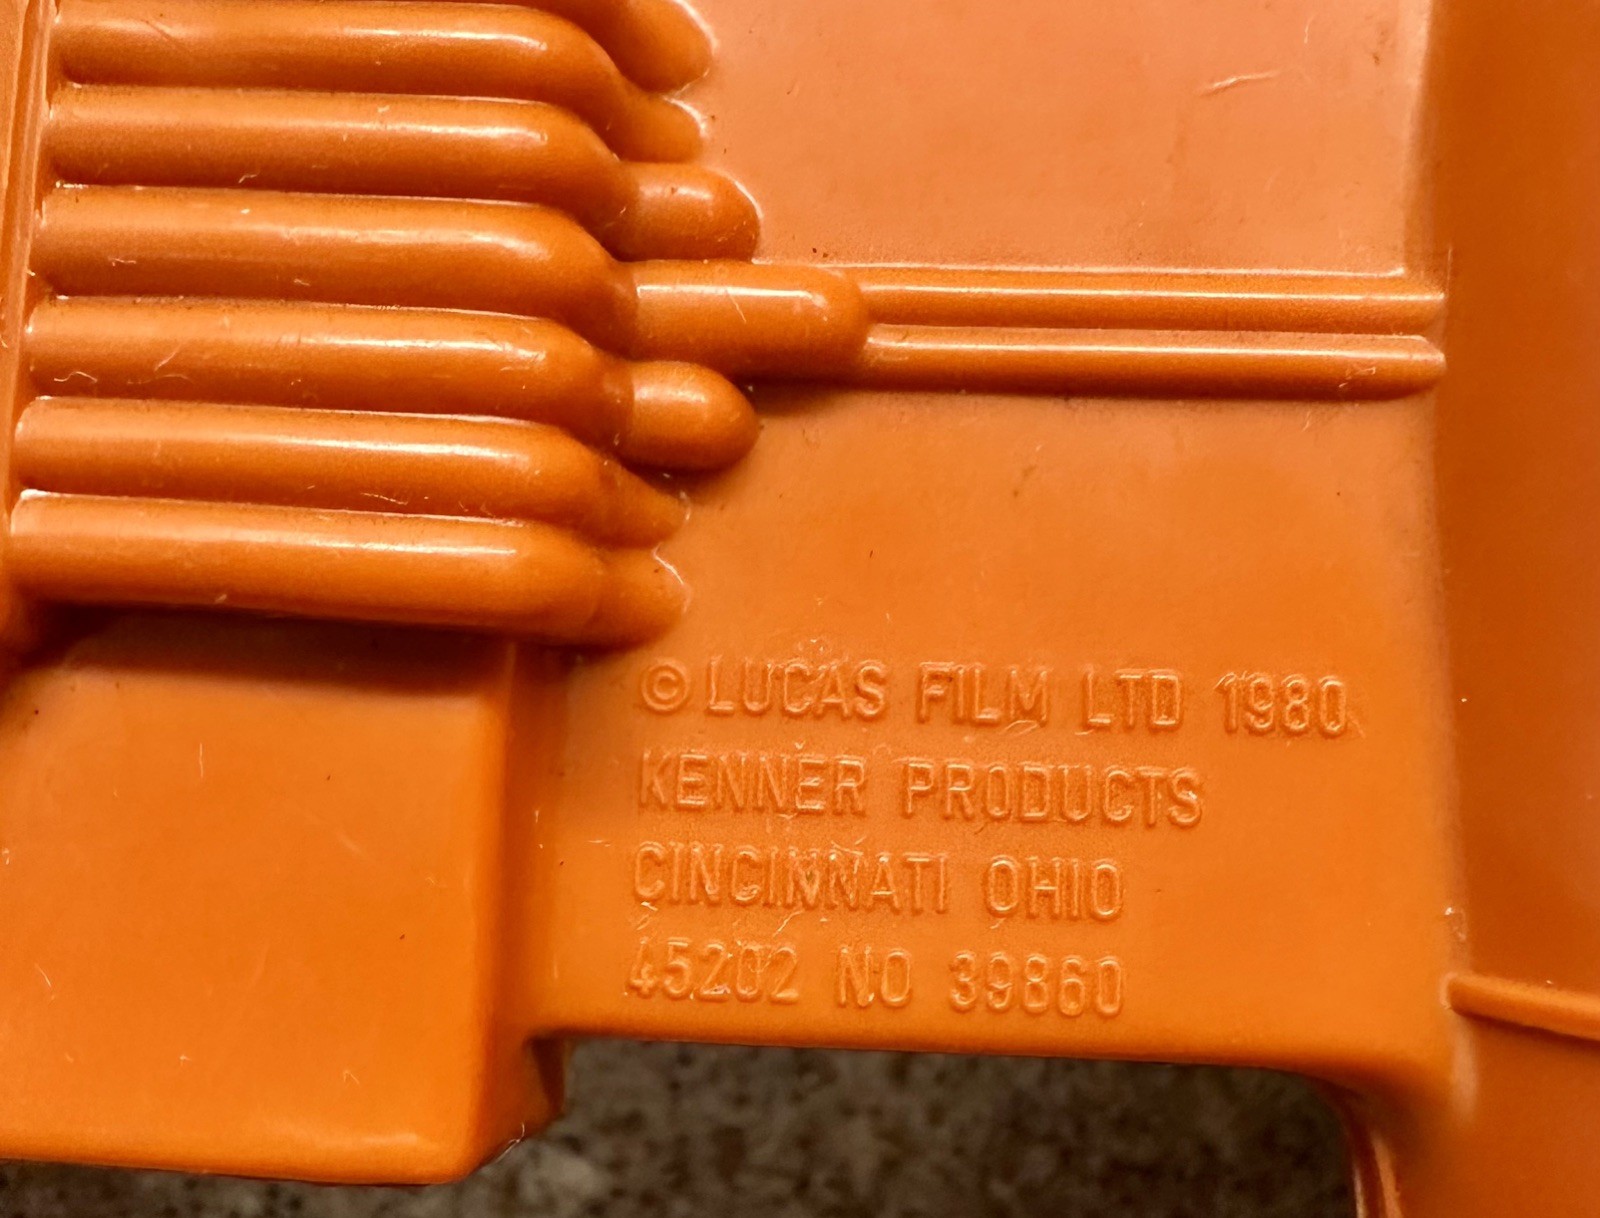 © LUCAS FILM LTD 1980
KENNER PRODUCTS
CINCINNATI OHIO
45202 NO 39860